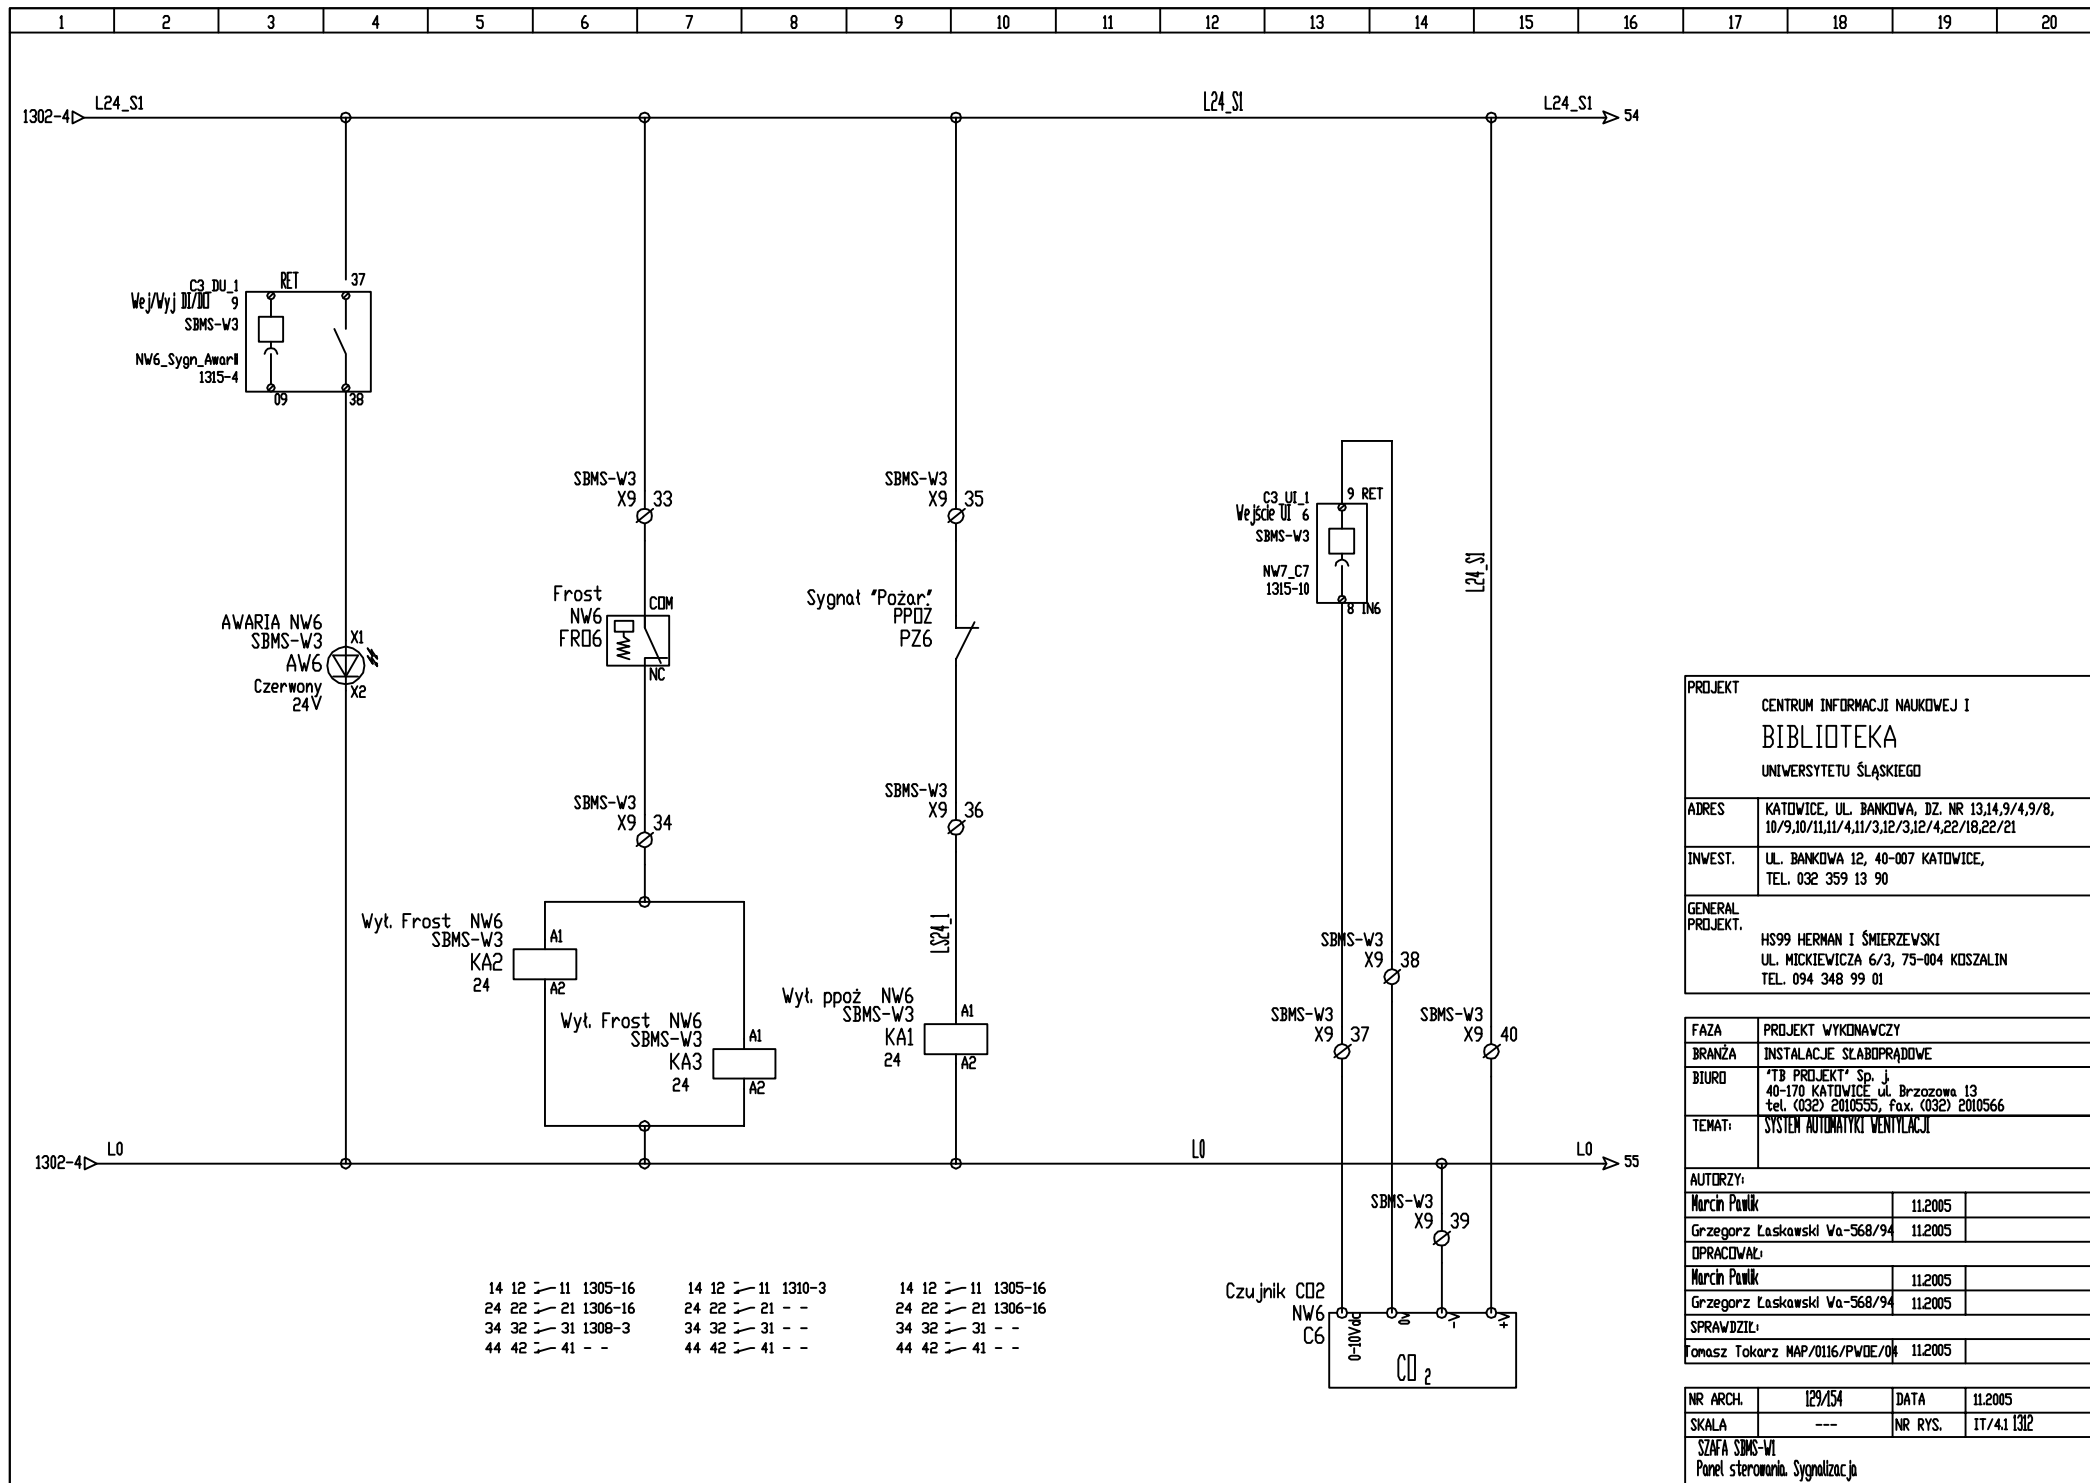 1 2 3 4 5 6 7 8 9 10 11 12 13 14 15 16 17 18 19 20
1302-4 L24_S1 L24_S1 L24_S1 54
C3_DU_1 RET 37
Wej/Wyj DI/DO 9
SBMS-W3
NW6_Sygn_AwarII
1315-4
09 38
AWARIA NW6
SBMS-W3 X1
AW6
Czerwony X2
24V
SBMS-W3
X9 33
Frost COM
NW6
FRO6
NC
SBMS-W3
X9 34
Wył. Frost NW6
SBMS-W3 A1
KA2
24 A2
Wył. Frost NW6
SBMS-W3 A1
KA3
24 A2
SBMS-W3
X9 35
Sygnał "Pożar"
PPOŻ
PZ6
SBMS-W3
X9 36
LS24_1
Wył. ppoż NW6
SBMS-W3 A1
KA1
24 A2
C3_UI_1 9 RET
Wejście UI 6
SBMS-W3
NW7_C7
1315-10
8 IN6
L24_S1
SBMS-W3
X9 38
SBMS-W3
X9 37
SBMS-W3
X9 40
1302-4 L0 L0 L0 55
SBMS-W3
X9 39
Czujnik CO2
NW6
C6
0-10Vdc 0V -V +V
CO 2
14 12 11 1305-16
24 22 21 1306-16
34 32 31 1308-3
44 42 41 - -
14 12 11 1310-3
24 22 21 - -
34 32 31 - -
44 42 41 - -
14 12 11 1305-16
24 22 21 1306-16
34 32 31 - -
44 42 41 - -
PROJEKT
CENTRUM INFORMACJI NAUKOWEJ I
BIBLIOTEKA
UNIWERSYTETU ŚLĄSKIEGO
ADRES KATOWICE, UL. BANKOWA, DZ. NR 13,14,9/4,9/8,
10/9,10/11,11/4,11/3,12/3,12/4,22/18,22/21
INWEST. UL. BANKOWA 12, 40-007 KATOWICE,
TEL. 032 359 13 90
GENERAL
PROJEKT.
HS99 HERMAN I ŚMIERZEWSKI
UL. MICKIEWICZA 6/3, 75-004 KOSZALIN
TEL. 094 348 99 01
FAZA PROJEKT WYKONAWCZY
BRANŻA INSTALACJE SŁABOPRĄDOWE
BIURO "TB PROJEKT" Sp. j.
40-170 KATOWICE ul. Brzozowa 13
tel. (032) 2010555, fax. (032) 2010566
TEMAT: SYSTEM AUTOMATYKI WENTYLACJI
AUTORZY:
Marcin Pawlik 11.2005
Grzegorz Łaskawski Wa-568/94 11.2005
OPRACOWAŁ:
Marcin Pawlik 11.2005
Grzegorz Łaskawski Wa-568/94 11.2005
SPRAWDZIŁ:
Tomasz Tokarz MAP/0116/PWOE/04 11.2005
NR ARCH. 129/154 DATA 11.2005
SKALA --- NR RYS. IT/4.1 1312
SZAFA SBMS-W1
Panel sterowania. Sygnalizacja